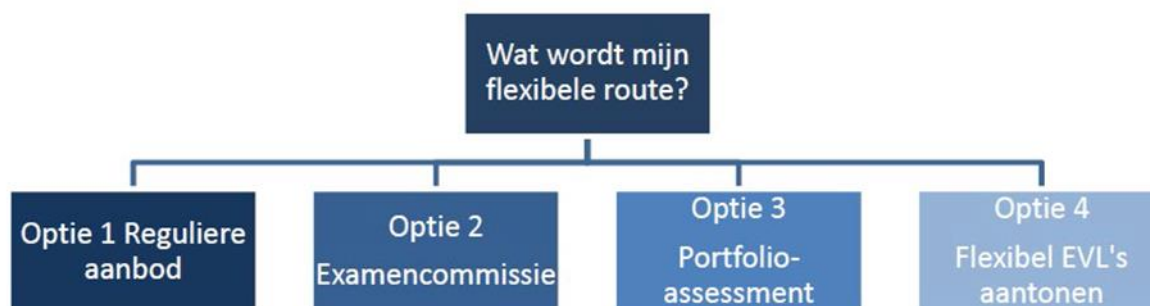 Wat wordt mijn
flexibele route?
Optie 1 Reguliere
aanbod
Optie 2
Examencommissie
Optie 3
Portfolio-
assessment
Optie 4
Flexibel EVL's
aantonen